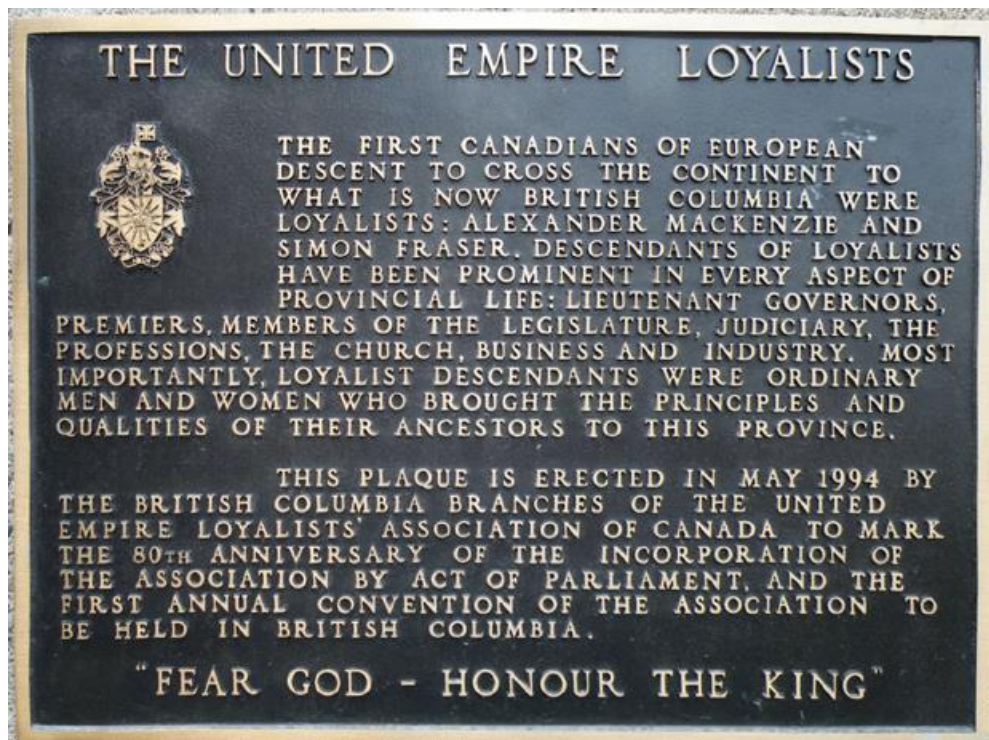 THE UNITED EMPIRE LOYALISTS
THE FIRST CANADIANS OF EUROPEAN
DESCENT TO CROSS THE CONTINENT TO
WHAT IS NOW BRITISH COLUMBIA WERE
LOYALISTS: ALEXANDER MACKENZIE AND
SIMON FRASER. DESCENDANTS OF LOYALISTS
HAVE BEEN PROMINENT IN EVERY ASPECT OF
PROVINCIAL LIFE: LIEUTENANT GOVERNORS,
PREMIERS, MEMBERS OF THE LEGISLATURE, JUDICIARY, THE
PROFESSIONS, THE CHURCH, BUSINESS AND INDUSTRY. MOST
IMPORTANTLY, LOYALIST DESCENDANTS WERE ORDINARY
MEN AND WOMEN WHO BROUGHT THE PRINCIPLES AND
QUALITIES OF THEIR ANCESTORS TO THIS PROVINCE.
THIS PLAQUE IS ERECTED IN MAY 1994 BY
THE BRITISH COLUMBIA BRANCHES OF THE UNITED
EMPIRE LOYALISTS' ASSOCIATION OF CANADA TO MARK
THE 80TH ANNIVERSARY OF THE INCORPORATION OF
THE ASSOCIATION BY ACT OF PARLIAMENT, AND THE
FIRST ANNUAL CONVENTION OF THE ASSOCIATION TO
BE HELD IN BRITISH COLUMBIA.
"FEAR GOD - HONOUR THE KING"